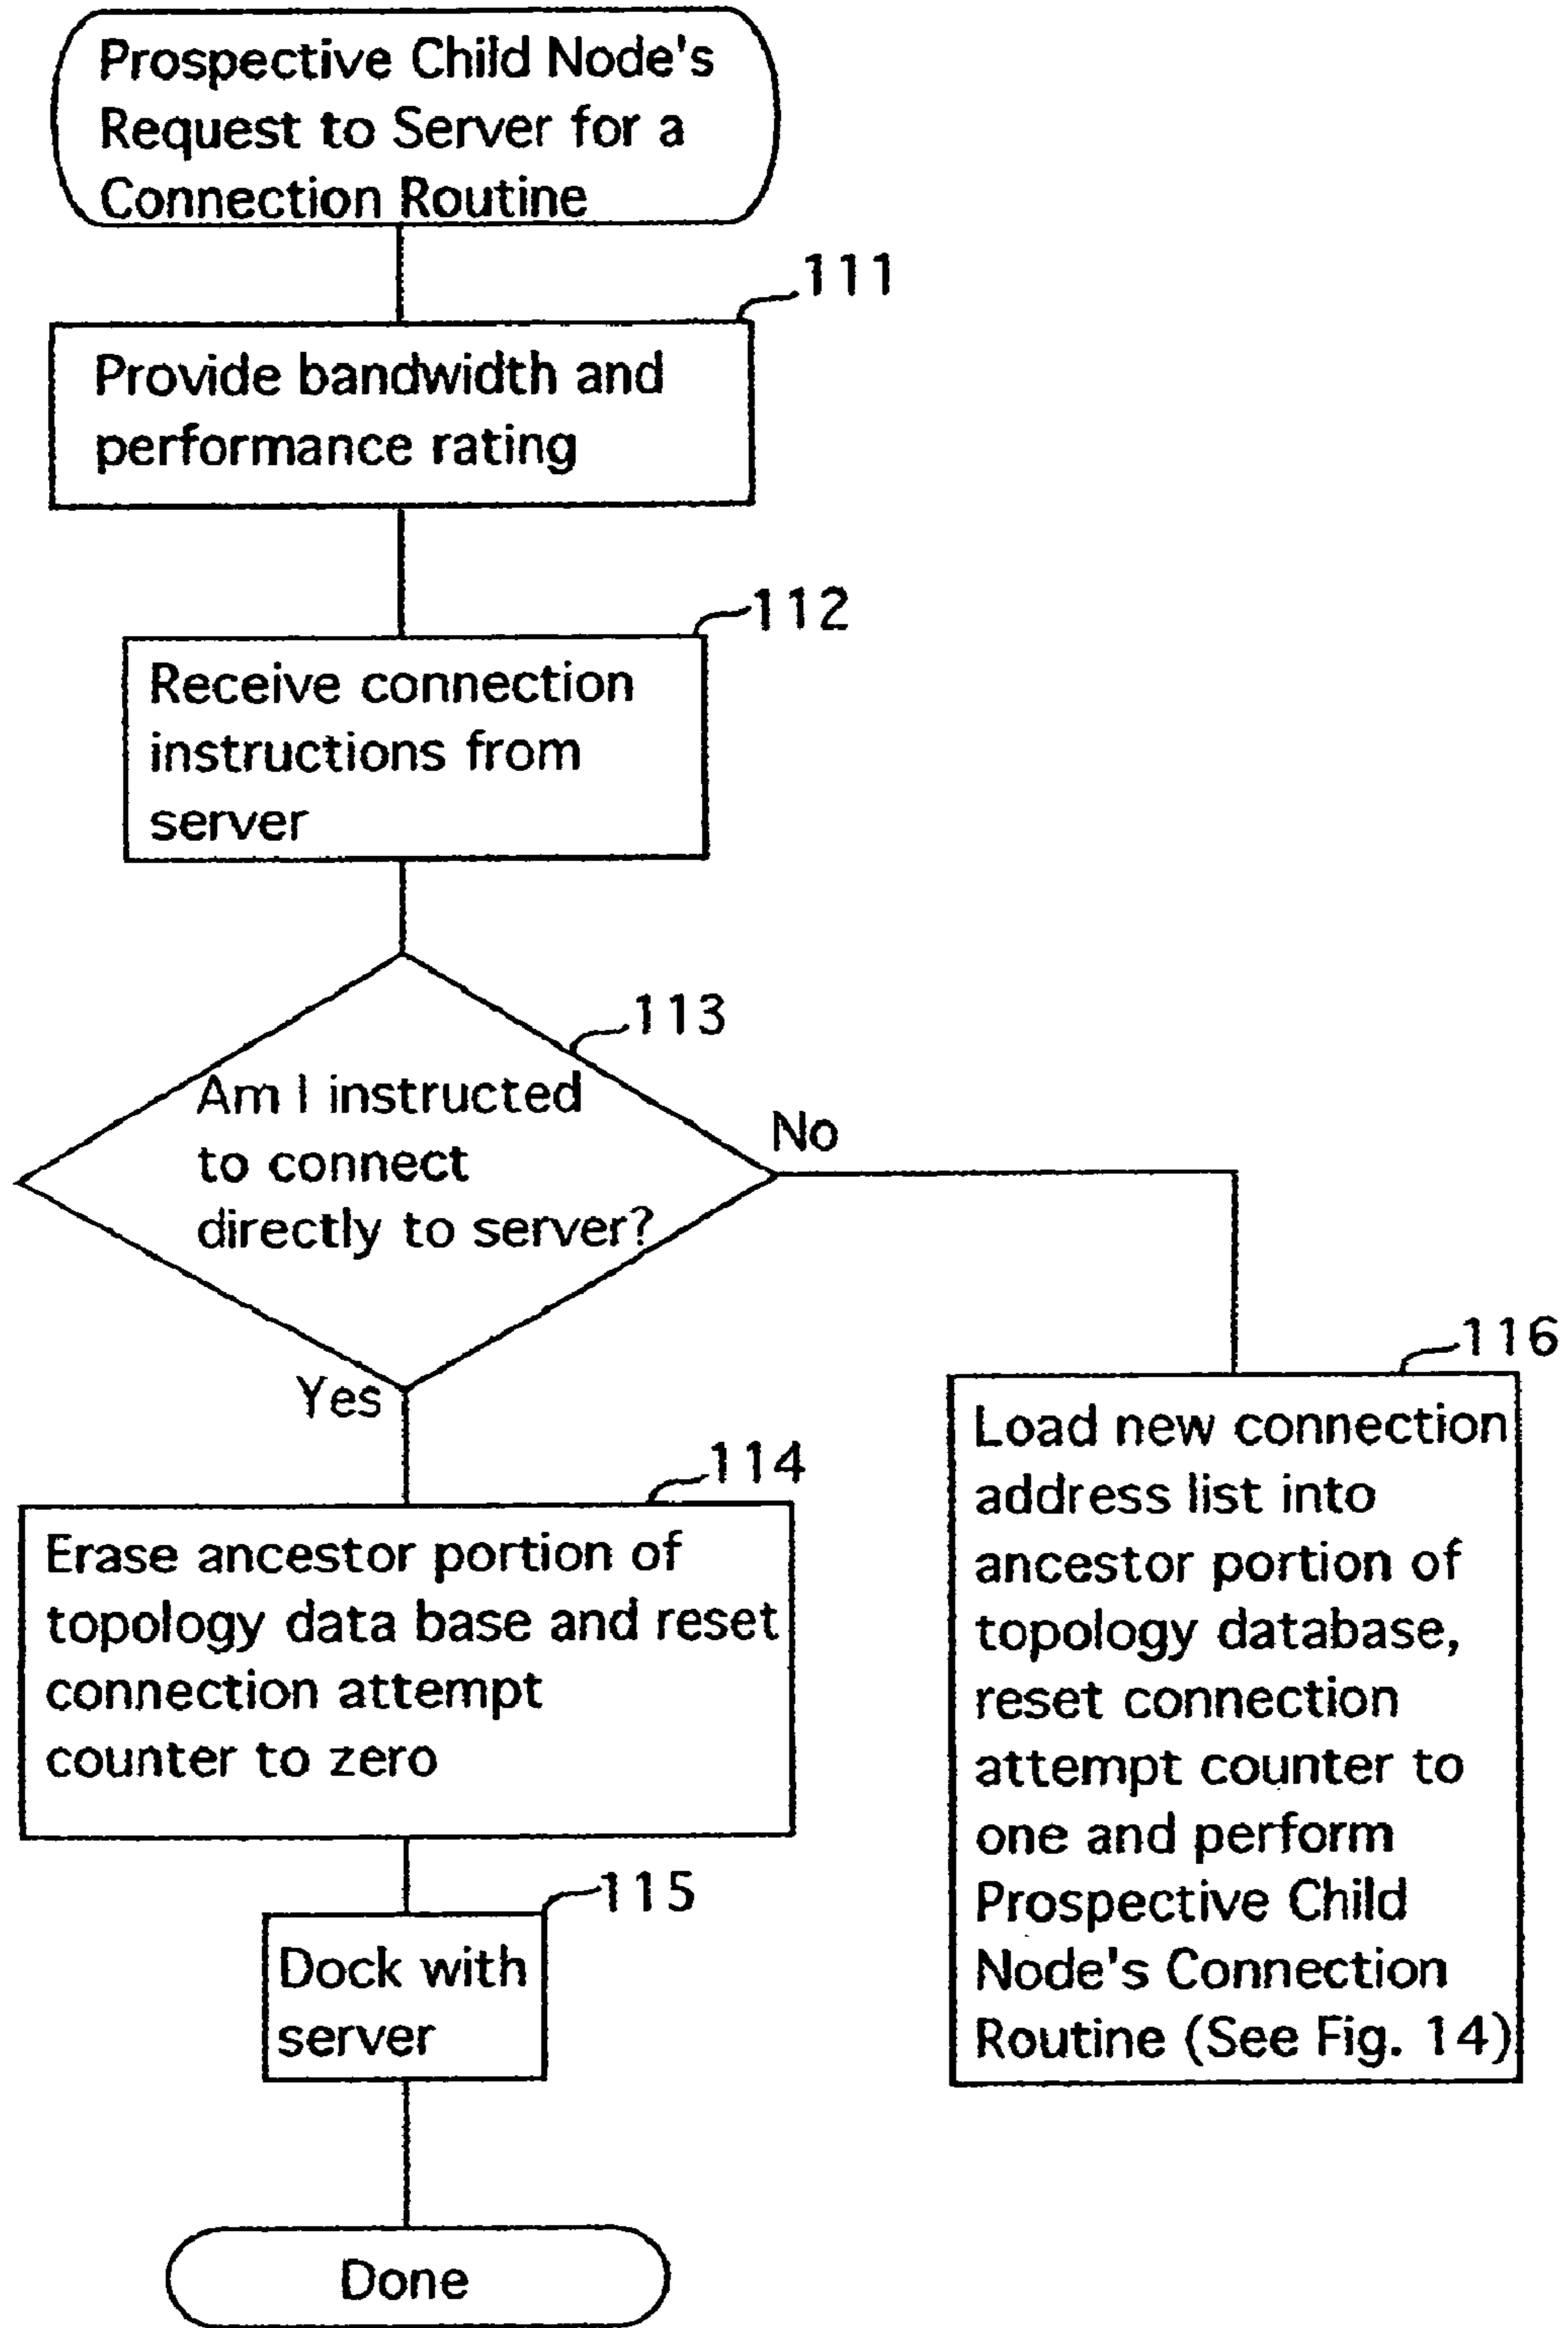 Prospective Child Node's
Request to Server for a
Connection Routine
111
Provide bandwidth and
performance rating
112
Receive connection
instructions from
server
113
Am I instructed
to connect
directly to server?
No
Yes
114
Erase ancestor portion of
topology data base and reset
connection attempt
counter to zero
115
Dock with
server
Done
116
Load new connection
address list into
ancestor portion of
topology database,
reset connection
attempt counter to
one and perform
Prospective Child
Node's Connection
Routine (See Fig. 14)